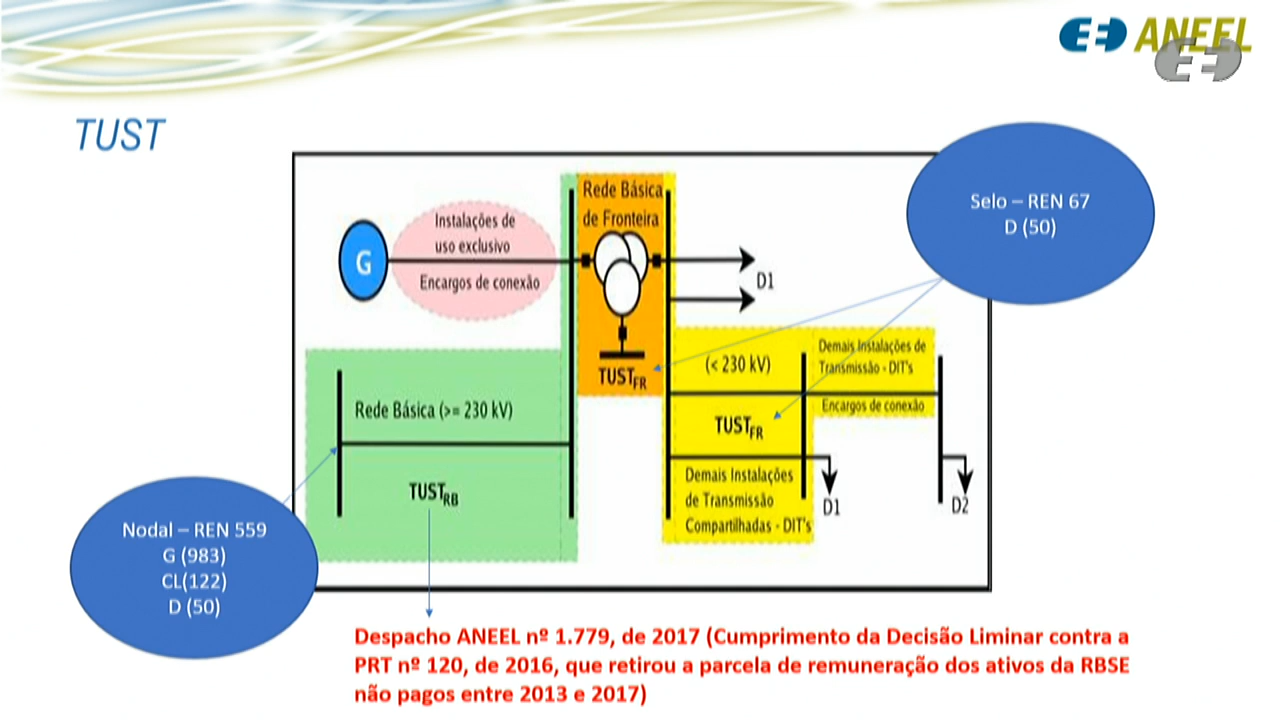 ANEEL
TUST
Selo – REN 67
D (50)
Rede Básica
de Fronteira
Instalações de
uso exclusivo
G
Encargos de conexão
D1
TUSTFR
(< 230 kV)
Demais Instalações de
Transmissão - DIT's
Encargos de conexão
Rede Básica (>= 230 kV)
TUSTFR
TUSTRB
Demais Instalações
de Transmissão
Compartilhadas - DIT's
D1
D2
Nodal – REN 559
G (983)
CL(122)
D (50)
Despacho ANEEL nº 1.779, de 2017 (Cumprimento da Decisão Liminar contra a
PRT nº 120, de 2016, que retirou a parcela de remuneração dos ativos da RBSE
não pagos entre 2013 e 2017)